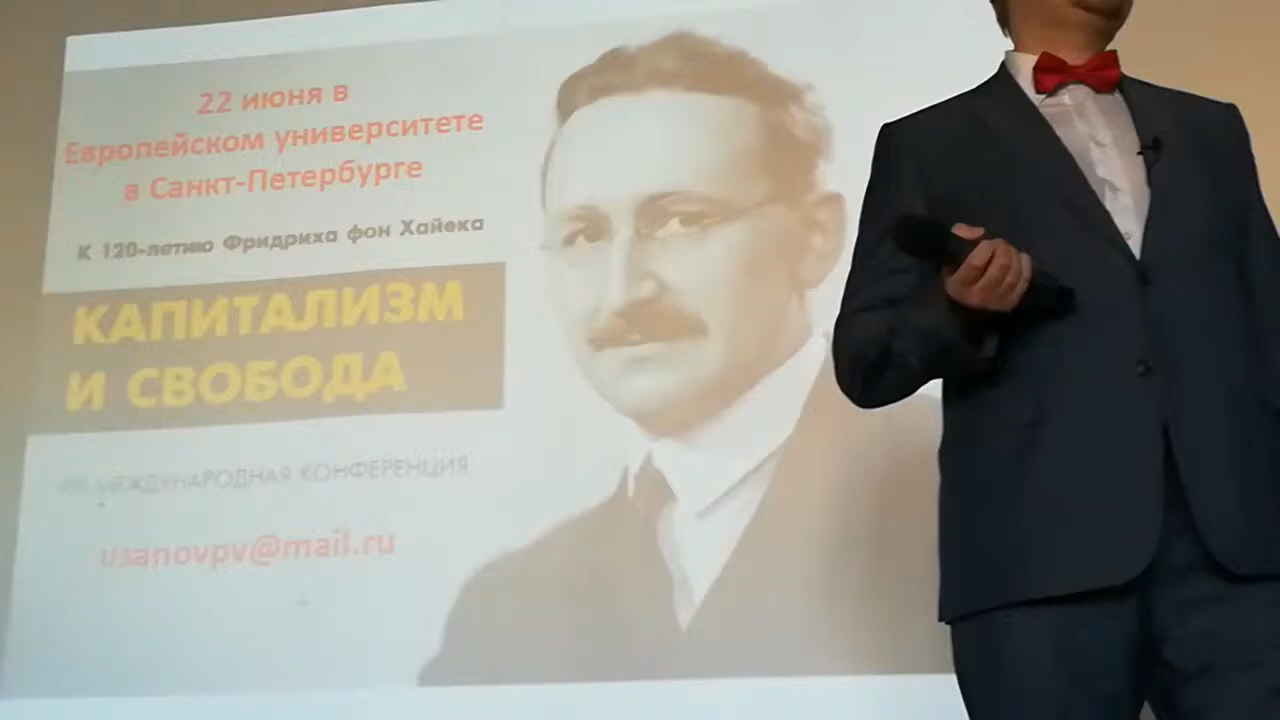 22 июня в
Европейском университете
в Санкт-Петербурге
К 120-летию Фридриха фон Хайека
КАПИТАЛИЗМ
И СВОБОДА
МЕЖДУНАРОДНАЯ КОНФЕРЕНЦИЯ
usanovpv@mail.ru